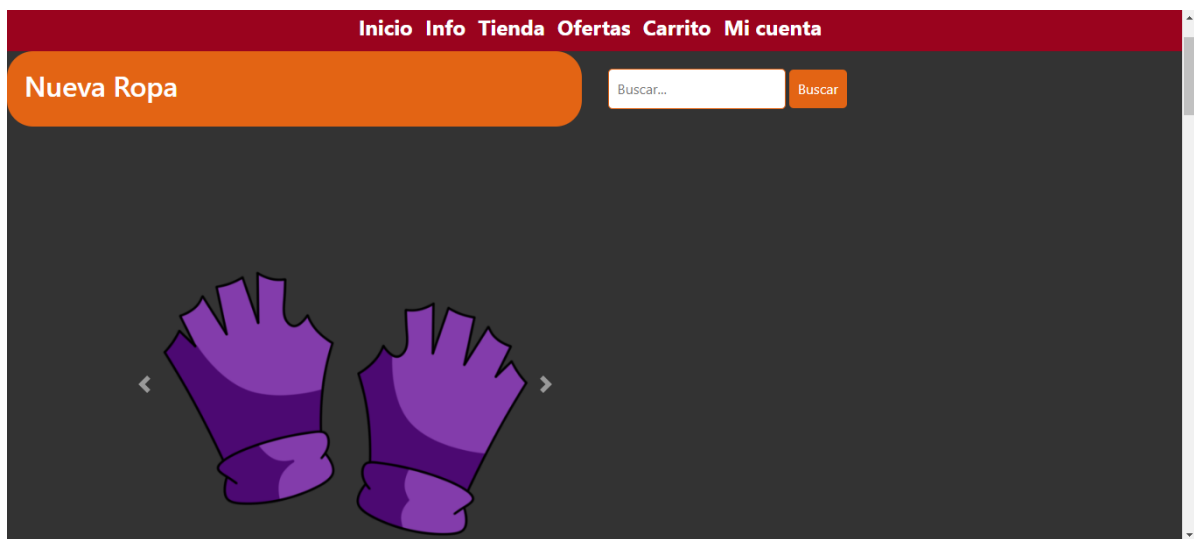 Inicio Info Tienda Ofertas Carrito Mi cuenta
Nueva Ropa
Buscar... Buscar